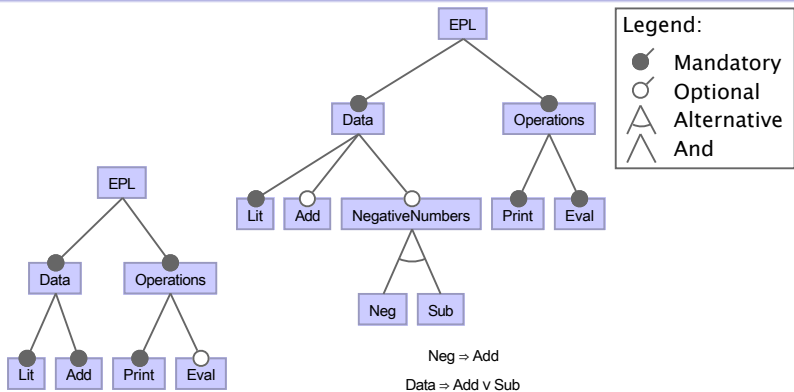 EPL
Data Operations
Lit Add NegativeNumbers Print Eval
Neg Sub
Neg ⇒ Add
Data ⇒ Add ∨ Sub
EPL
Data Operations
Lit Add Print Eval
Legend:
Mandatory
Optional
Alternative
And